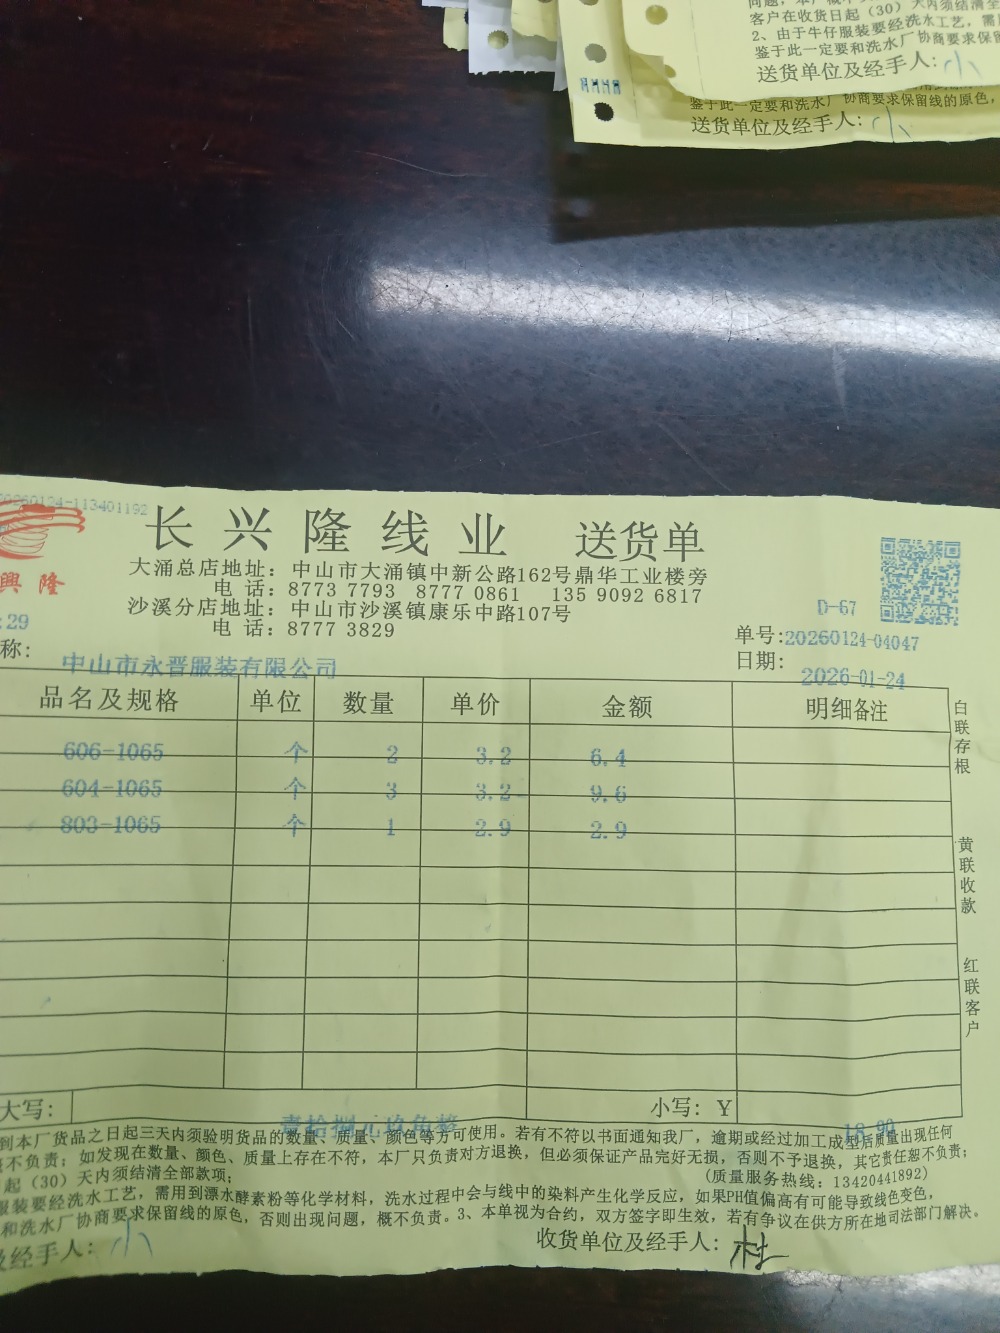 客户在收货日起（30）天内须结清全
2、由于牛仔服装要经洗水工艺，需
鉴于此一定要和洗水厂协商要求保留
送货单位及经手人：小
鉴于此一定要和洗水厂协商要求保留线的原色，
送货单位及经手人：小
20260124-113401192
长兴隆线业 送货单
興隆
大涌总店地址：中山市大涌镇中新公路162号鼎华工业楼旁
电话：8773 7793 8777 0861 135 9092 6817
沙溪分店地址：中山市沙溪镇康乐中路107号
电话：8777 3829
D-67
:29
单号:20260124-04047
称：中山市永晋服装有限公司
日期：2026-01-24
品名及规格 单位 数量 单价 金额 明细备注
606-1065 个 2 3.2 6.4
604-1065 个 3 3.2 9.6
803-1065 个 1 2.9 2.9
白联存根
黄联收款
红联客户
大写：壹拾捌元玖角整 小写：Y 18.90
到本厂货品之日起三天内须验明货品的数量、质量、颜色等方可使用。若有不符以书面通知我厂，逾期或经过加工成型后质量出现任何
不负责；如发现在数量、颜色、质量上存在不符，本厂只负责对方退换，但必须保证产品完好无损，否则不予退换，其它责任恕不负责；
起（30）天内须结清全部款项； （质量服务热线：13420441892）
服装要经洗水工艺，需用到漂水酵素粉等化学材料，洗水过程中会与线中的染料产生化学反应，如果PH值偏高有可能导致线色变色，
和洗水厂协商要求保留线的原色，否则出现问题，概不负责。3、本单视为合约，双方签字即生效，若有争议在供方所在地司法部门解决。
及经手人：小 收货单位及经手人：杜